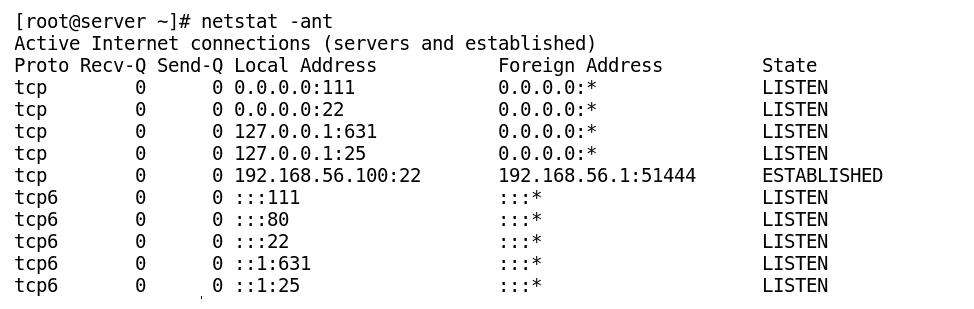 [root@server ~]# netstat -ant
Active Internet connections (servers and established)
Proto Recv-Q Send-Q Local Address           Foreign Address         State
tcp        0      0 0.0.0.0:111             0.0.0.0:*               LISTEN
tcp        0      0 0.0.0.0:22              0.0.0.0:*               LISTEN
tcp        0      0 127.0.0.1:631           0.0.0.0:*               LISTEN
tcp        0      0 127.0.0.1:25            0.0.0.0:*               LISTEN
tcp        0      0 192.168.56.100:22       192.168.56.1:51444      ESTABLISHED
tcp6       0      0 :::111                  :::*                    LISTEN
tcp6       0      0 :::80                   :::*                    LISTEN
tcp6       0      0 :::22                   :::*                    LISTEN
tcp6       0      0 ::1:631                 :::*                    LISTEN
tcp6       0      0 ::1:25                  :::*                    LISTEN